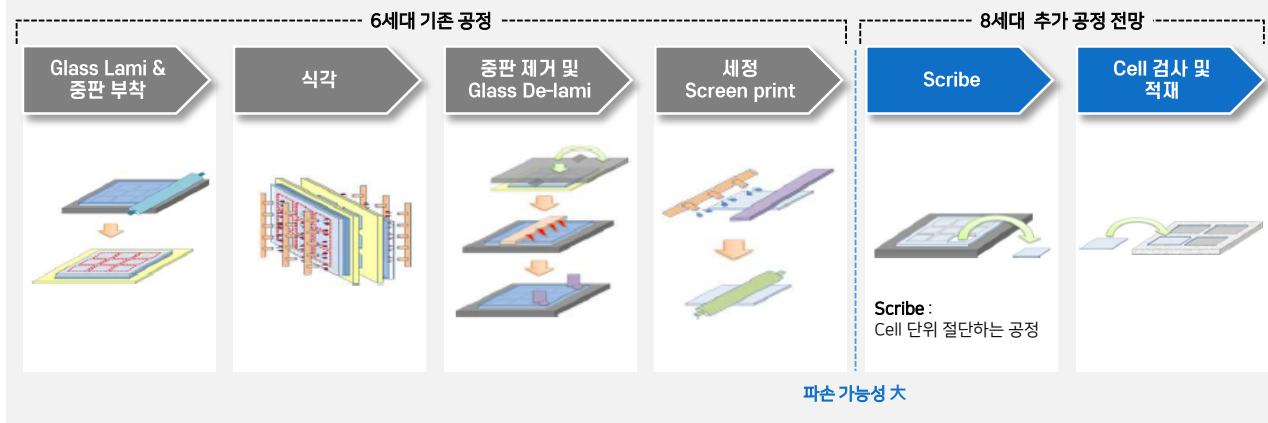 6세대 기존 공정
8세대 추가 공정 전망
Glass Lami &
중판 부착
식각
중판 제거 및
Glass De-lami
세정
Screen print
Scribe
Cell 검사 및
적재
Scribe :
Cell 단위 절단하는 공정
파손 가능성 大